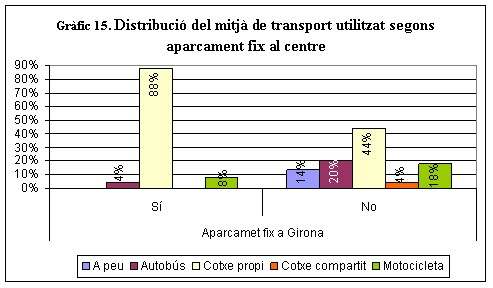 Gràfic 15. Distribució del mitjà de transport utilitzat segons
aparcament fix al centre
90%
80%
70%
60%
50%
40%
30%
20%
10%
0%
4%
88%
8%
14%
20%
44%
4%
18%
Sí
No
Aparcamet fix a Girona
A peu
Autobús
Cotxe propi
Cotxe compartit
Motocicleta